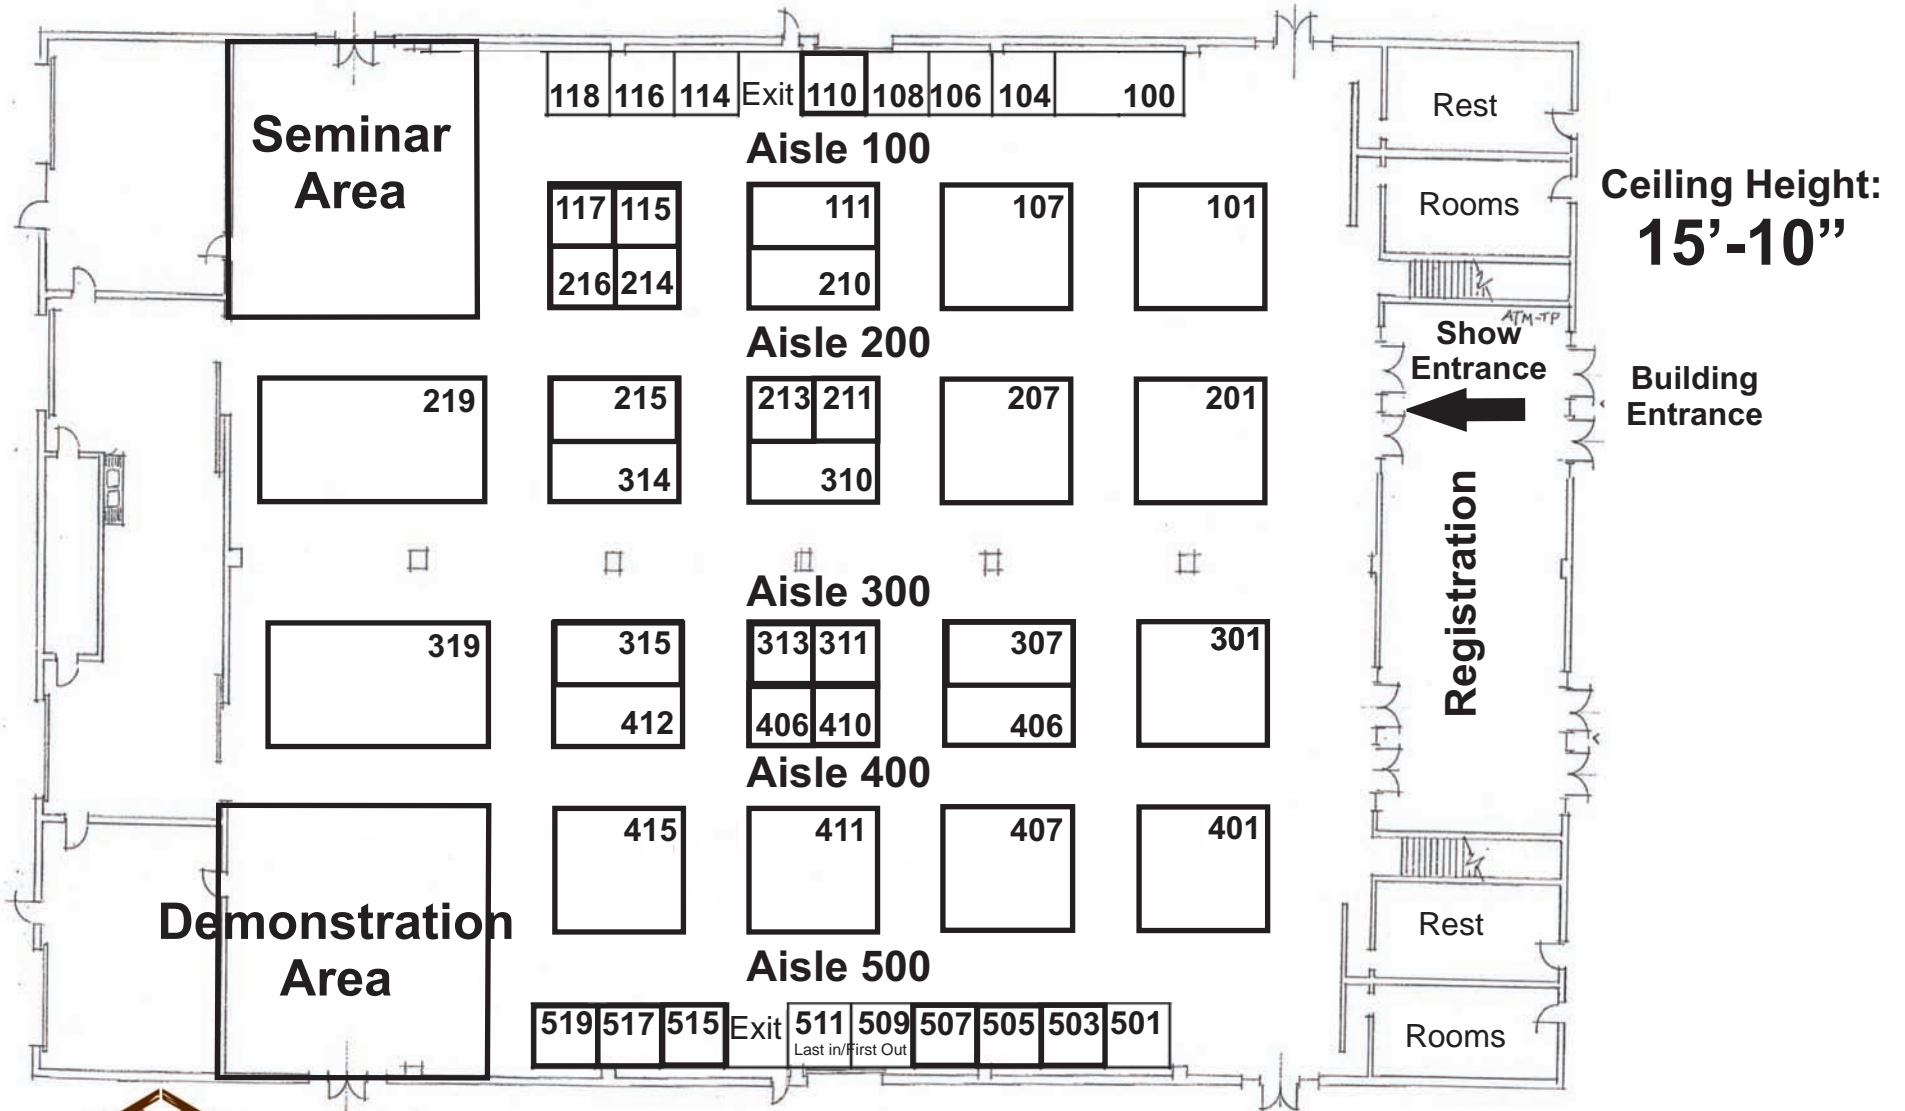 118 116 114 Exit 110 108 106 104 100
Rest
Seminar
Area
Aisle 100
Rooms
Ceiling Height:
15’-10”
117 115 111 107 101
216 214 210
ATM-TP
Show
Entrance
Aisle 200
Building
Entrance
219 215 213 211 207 201
314 310
Registration
Aisle 300
319 315 313 311 307 301
412 406 410 406
Aisle 400
415 411 407 401
Demonstration
Area
Rest
Aisle 500
519 517 515 Exit 511 509 507 505 503 501
Last in/First Out
Rooms